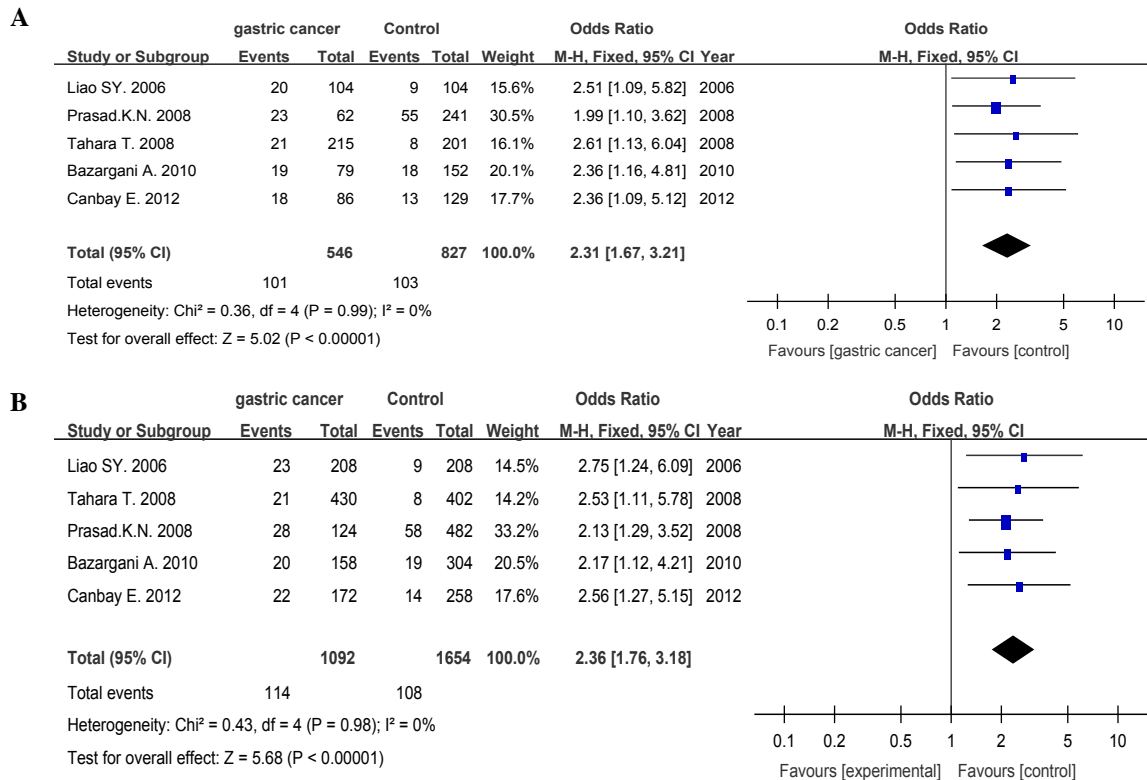 A
gastric cancer Control Odds Ratio Odds Ratio
Study or Subgroup Events Total Events Total Weight M-H, Fixed, 95% CI Year M-H, Fixed, 95% CI
Liao SY. 2006 20 104 9 104 15.6% 2.51 [1.09, 5.82] 2006
Prasad.K.N. 2008 23 62 55 241 30.5% 1.99 [1.10, 3.62] 2008
Tahara T. 2008 21 215 8 201 16.1% 2.61 [1.13, 6.04] 2008
Bazargani A. 2010 19 79 18 152 20.1% 2.36 [1.16, 4.81] 2010
Canbay E. 2012 18 86 13 129 17.7% 2.36 [1.09, 5.12] 2012
Total (95% CI) 546 827 100.0% 2.31 [1.67, 3.21]
Total events 101 103
Heterogeneity: Chi² = 0.36, df = 4 (P = 0.99); I² = 0%
Test for overall effect: Z = 5.02 (P < 0.00001)
0.1 0.2 0.5 1 2 5 10
Favours [gastric cancer] Favours [control]
B
gastric cancer Control Odds Ratio Odds Ratio
Study or Subgroup Events Total Events Total Weight M-H, Fixed, 95% CI Year M-H, Fixed, 95% CI
Liao SY. 2006 23 208 9 208 14.5% 2.75 [1.24, 6.09] 2006
Tahara T. 2008 21 430 8 402 14.2% 2.53 [1.11, 5.78] 2008
Prasad.K.N. 2008 28 124 58 482 33.2% 2.13 [1.29, 3.52] 2008
Bazargani A. 2010 20 158 19 304 20.5% 2.17 [1.12, 4.21] 2010
Canbay E. 2012 22 172 14 258 17.6% 2.56 [1.27, 5.15] 2012
Total (95% CI) 1092 1654 100.0% 2.36 [1.76, 3.18]
Total events 114 108
Heterogeneity: Chi² = 0.43, df = 4 (P = 0.98); I² = 0%
Test for overall effect: Z = 5.68 (P < 0.00001)
0.1 0.2 0.5 1 2 5 10
Favours [experimental] Favours [control]